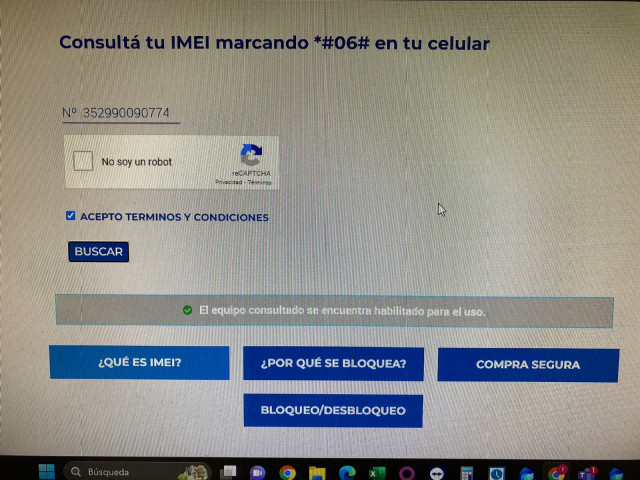 Consultá tu IMEI marcando *#06# en tu celular
Nº 352990090774
No soy un robot
reCAPTCHA
Privacidad - Términos
ACEPTO TERMINOS Y CONDICIONES
BUSCAR
El equipo consultado se encuentra habilitado para el uso.
¿QUÉ ES IMEI?
¿POR QUÉ SE BLOQUEA?
COMPRA SEGURA
BLOQUEO/DESBLOQUEO
Búsqueda